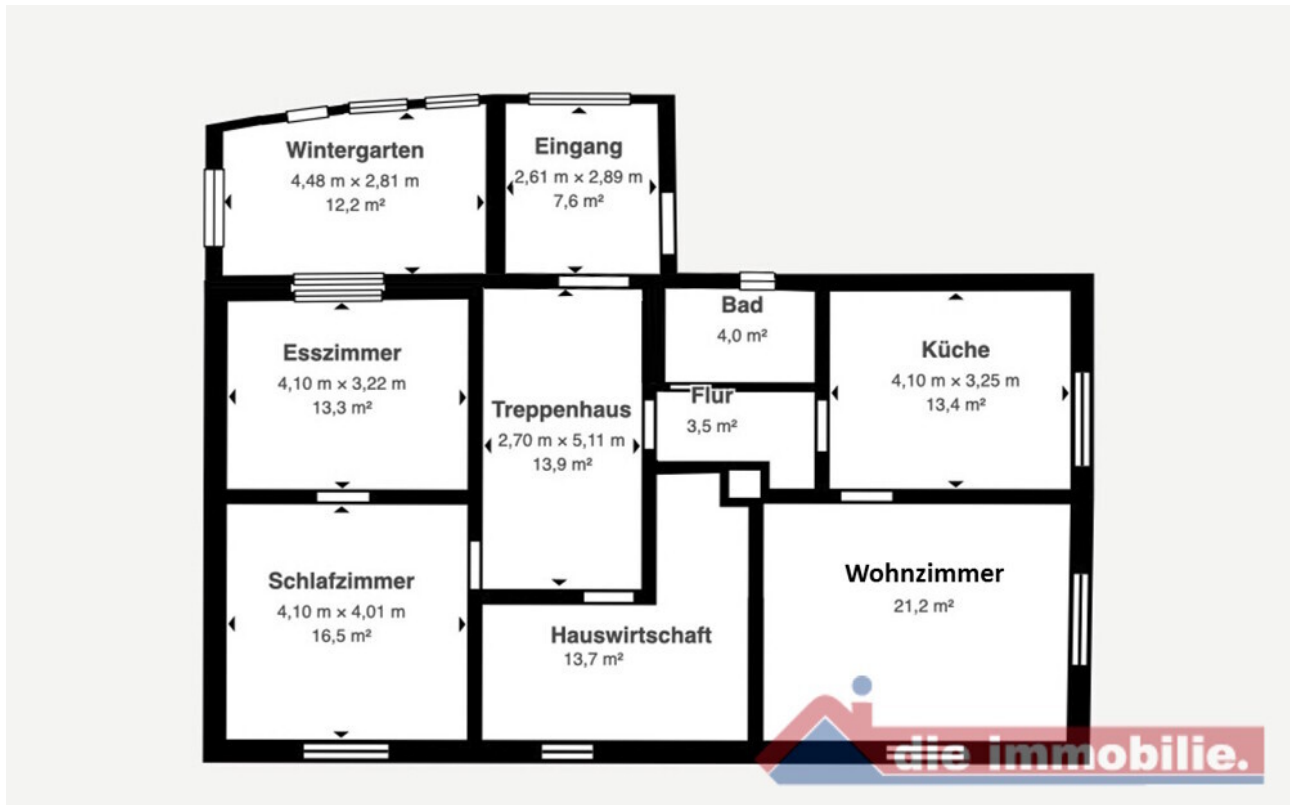 Wintergarten
4,48 m × 2,81 m
12,2 m²
Eingang
2,61 m × 2,89 m
7,6 m²
Bad
4,0 m²
Esszimmer
4,10 m × 3,22 m
13,3 m²
Küche
4,10 m × 3,25 m
13,4 m²
Flur
3,5 m²
Treppenhaus
2,70 m × 5,11 m
13,9 m²
Schlafzimmer
4,10 m × 4,01 m
16,5 m²
Wohnzimmer
21,2 m²
Hauswirtschaft
13,7 m²
die immobilie.